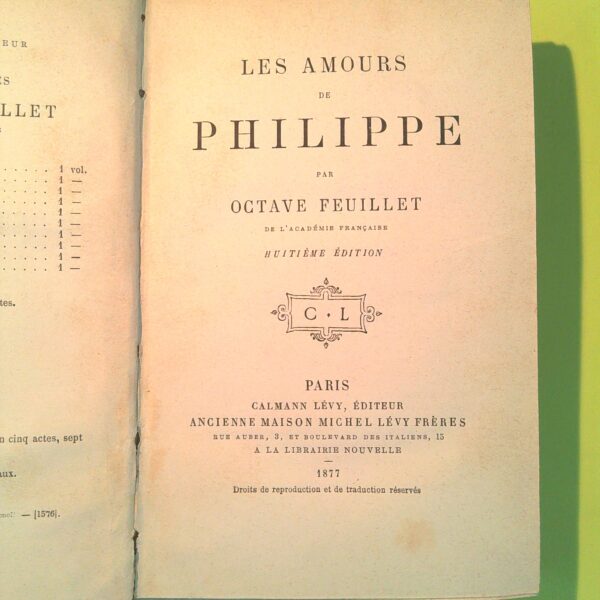 EUR
ES
ILLET
S
. . . . . . 1 vol.
. . . . . . 1 —
. . . . . . 1 —
. . . . . . 1 —
. . . . . . 1 —
. . . . . . 1 —
. . . . . . 1 —
. . . . . . 1 —
. . . . . . 1 —
. . . . . . 1 —
tes.
n cinq actes, sept
aux.
— [1576].
LES AMOURS
DE
PHILIPPE
PAR
OCTAVE FEUILLET
DE L'ACADÉMIE FRANÇAISE
HUITIÈME ÉDITION
C · L
PARIS
CALMANN LÉVY, ÉDITEUR
ANCIENNE MAISON MICHEL LÉVY FRÈRES
RUE AUBER, 3, ET BOULEVARD DES ITALIENS, 15
A LA LIBRAIRIE NOUVELLE
—
1877
Droits de reproduction et de traduction réservés